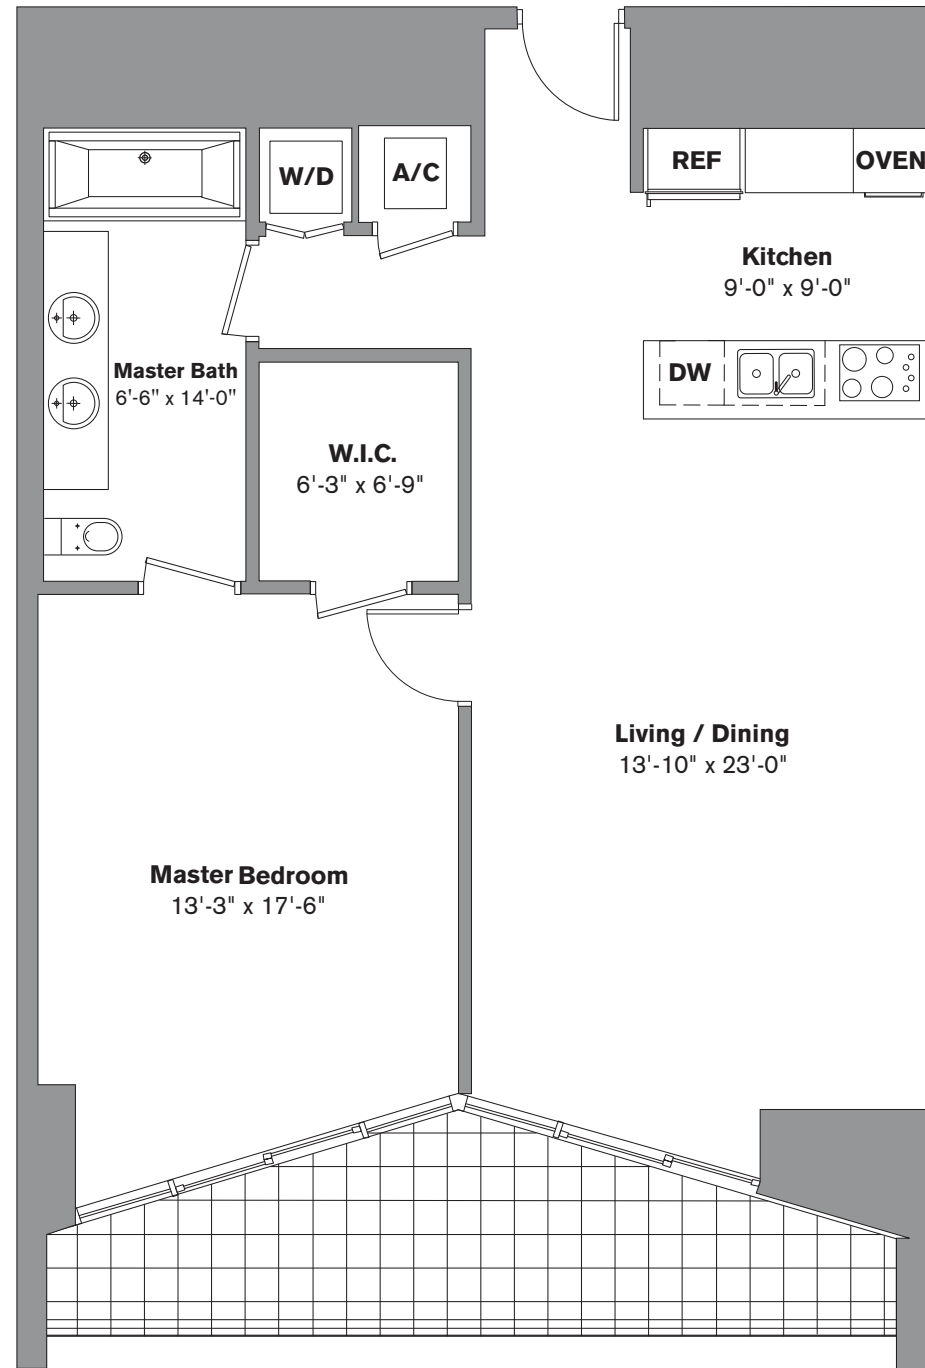 W/D
A/C
REF
OVEN
Kitchen
9'-0" x 9'-0"
DW
Master Bath
6'-6" x 14'-0"
W.I.C.
6'-3" x 6'-9"
Living / Dining
13'-10" x 23'-0"
Master Bedroom
13'-3" x 17'-6"